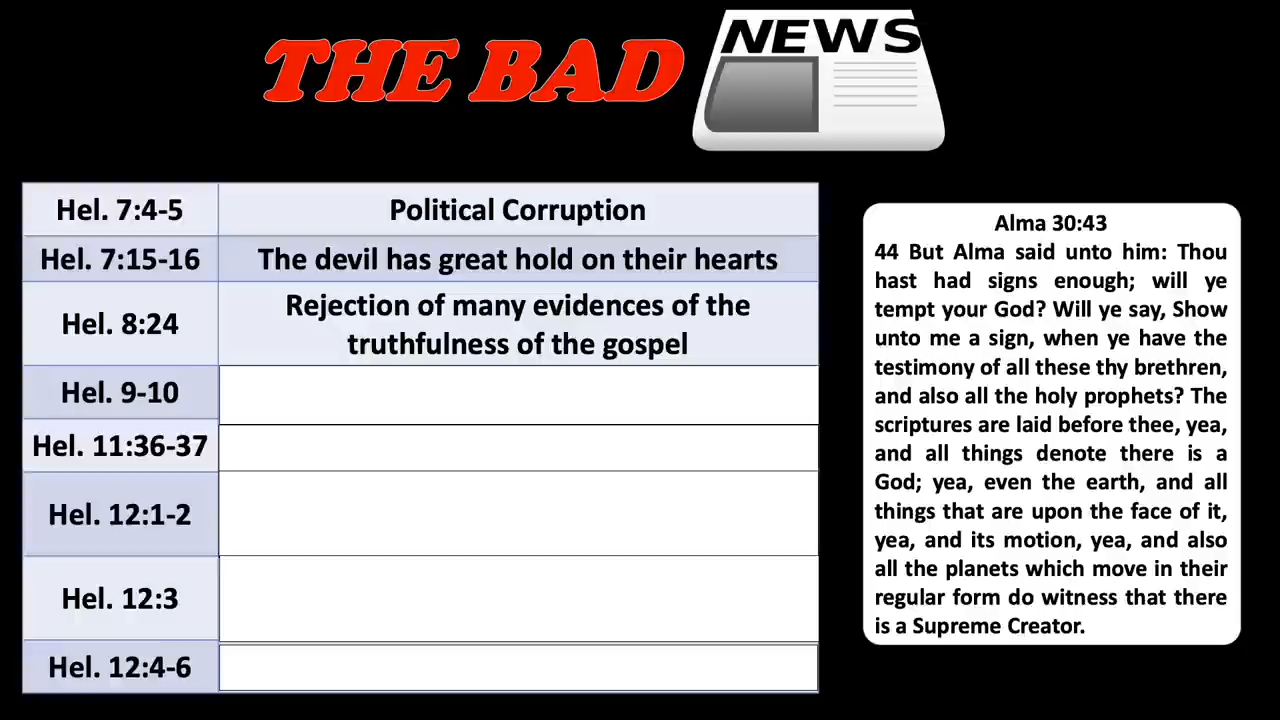 THE BAD
NEWS
Hel. 7:4-5
Political Corruption
Hel. 7:15-16
The devil has great hold on their hearts
Hel. 8:24
Rejection of many evidences of the
truthfulness of the gospel
Hel. 9-10
Hel. 11:36-37
Hel. 12:1-2
Hel. 12:3
Hel. 12:4-6
Alma 30:43
44 But Alma said unto him: Thou
hast had signs enough; will ye
tempt your God? Will ye say, Show
unto me a sign, when ye have the
testimony of all these thy brethren,
and also all the holy prophets? The
scriptures are laid before thee, yea,
and all things denote there is a
God; yea, even the earth, and all
things that are upon the face of it,
yea, and its motion, yea, and also
all the planets which move in their
regular form do witness that there
is a Supreme Creator.